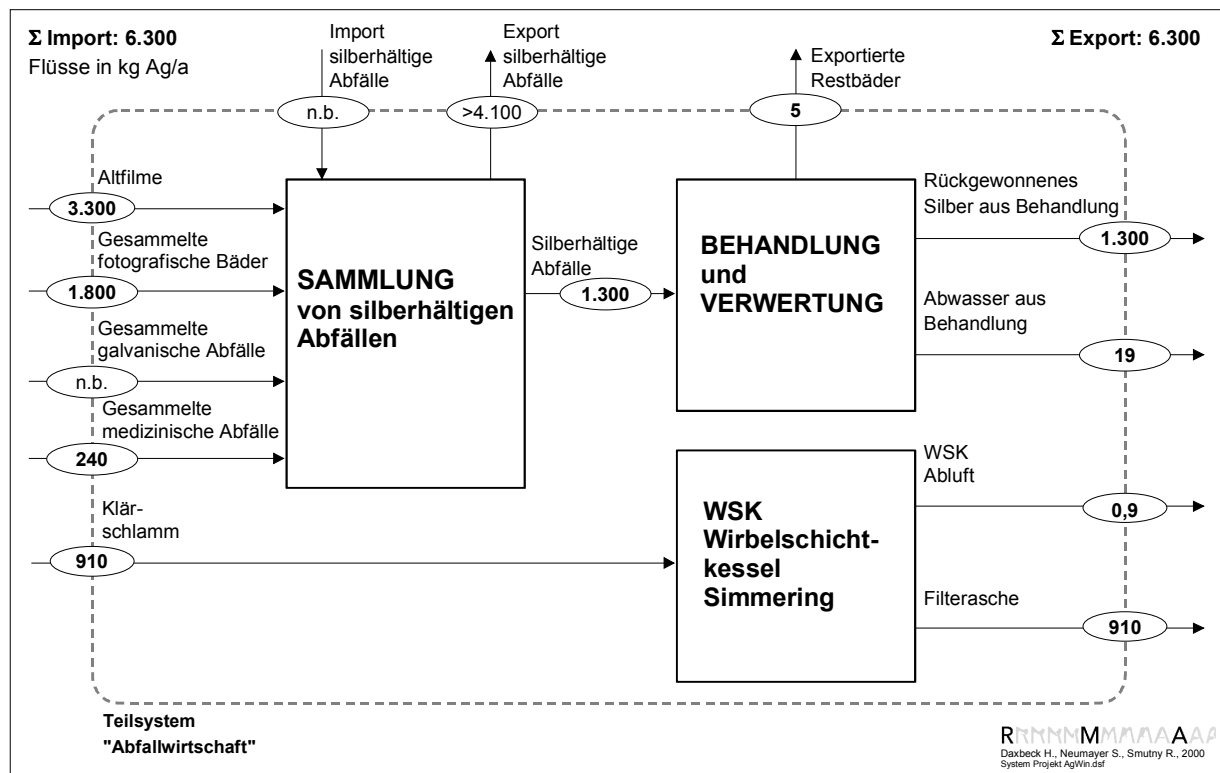 Σ Import: 6.300
Flüsse in kg Ag/a
Import
silberhältige
Abfälle
n.b.
Export
silberhältige
Abfälle
>4.100
Exportierte
Restbäder
5
Σ Export: 6.300
Altfilme
3.300
Gesammelte
fotografische Bäder
1.800
Gesammelte
galvanische Abfälle
n.b.
Gesammelte
medizinische Abfälle
240
Klär-
schlamm
910
SAMMLUNG
von silberhältigen
Abfällen
Silberhältige
Abfälle
1.300
BEHANDLUNG
und
VERWERTUNG
Rückgewonnenes
Silber aus Behandlung
1.300
Abwasser aus
Behandlung
19
WSK
Wirbelschicht-
kessel
Simmering
WSK
Abluft
0,9
Filterasche
910
Teilsystem
"Abfallwirtschaft"
RMA
Daxbeck H., Neumayer S., Smutny R., 2000
System Projekt AgWin.dsf